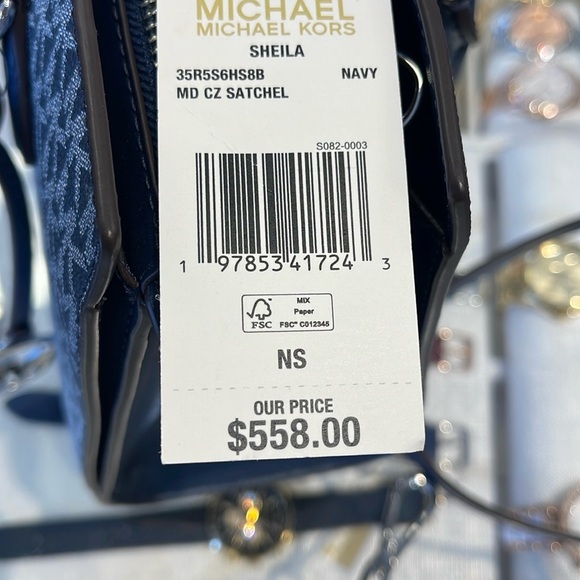 MICHAEL
MICHAEL KORS
SHEILA
35R5S6HS8B NAVY
MD CZ SATCHEL
S082-0003
1 97853 41724 3
FSC
MIX
Paper
FSC™ C012345
NS
OUR PRICE
$558.00